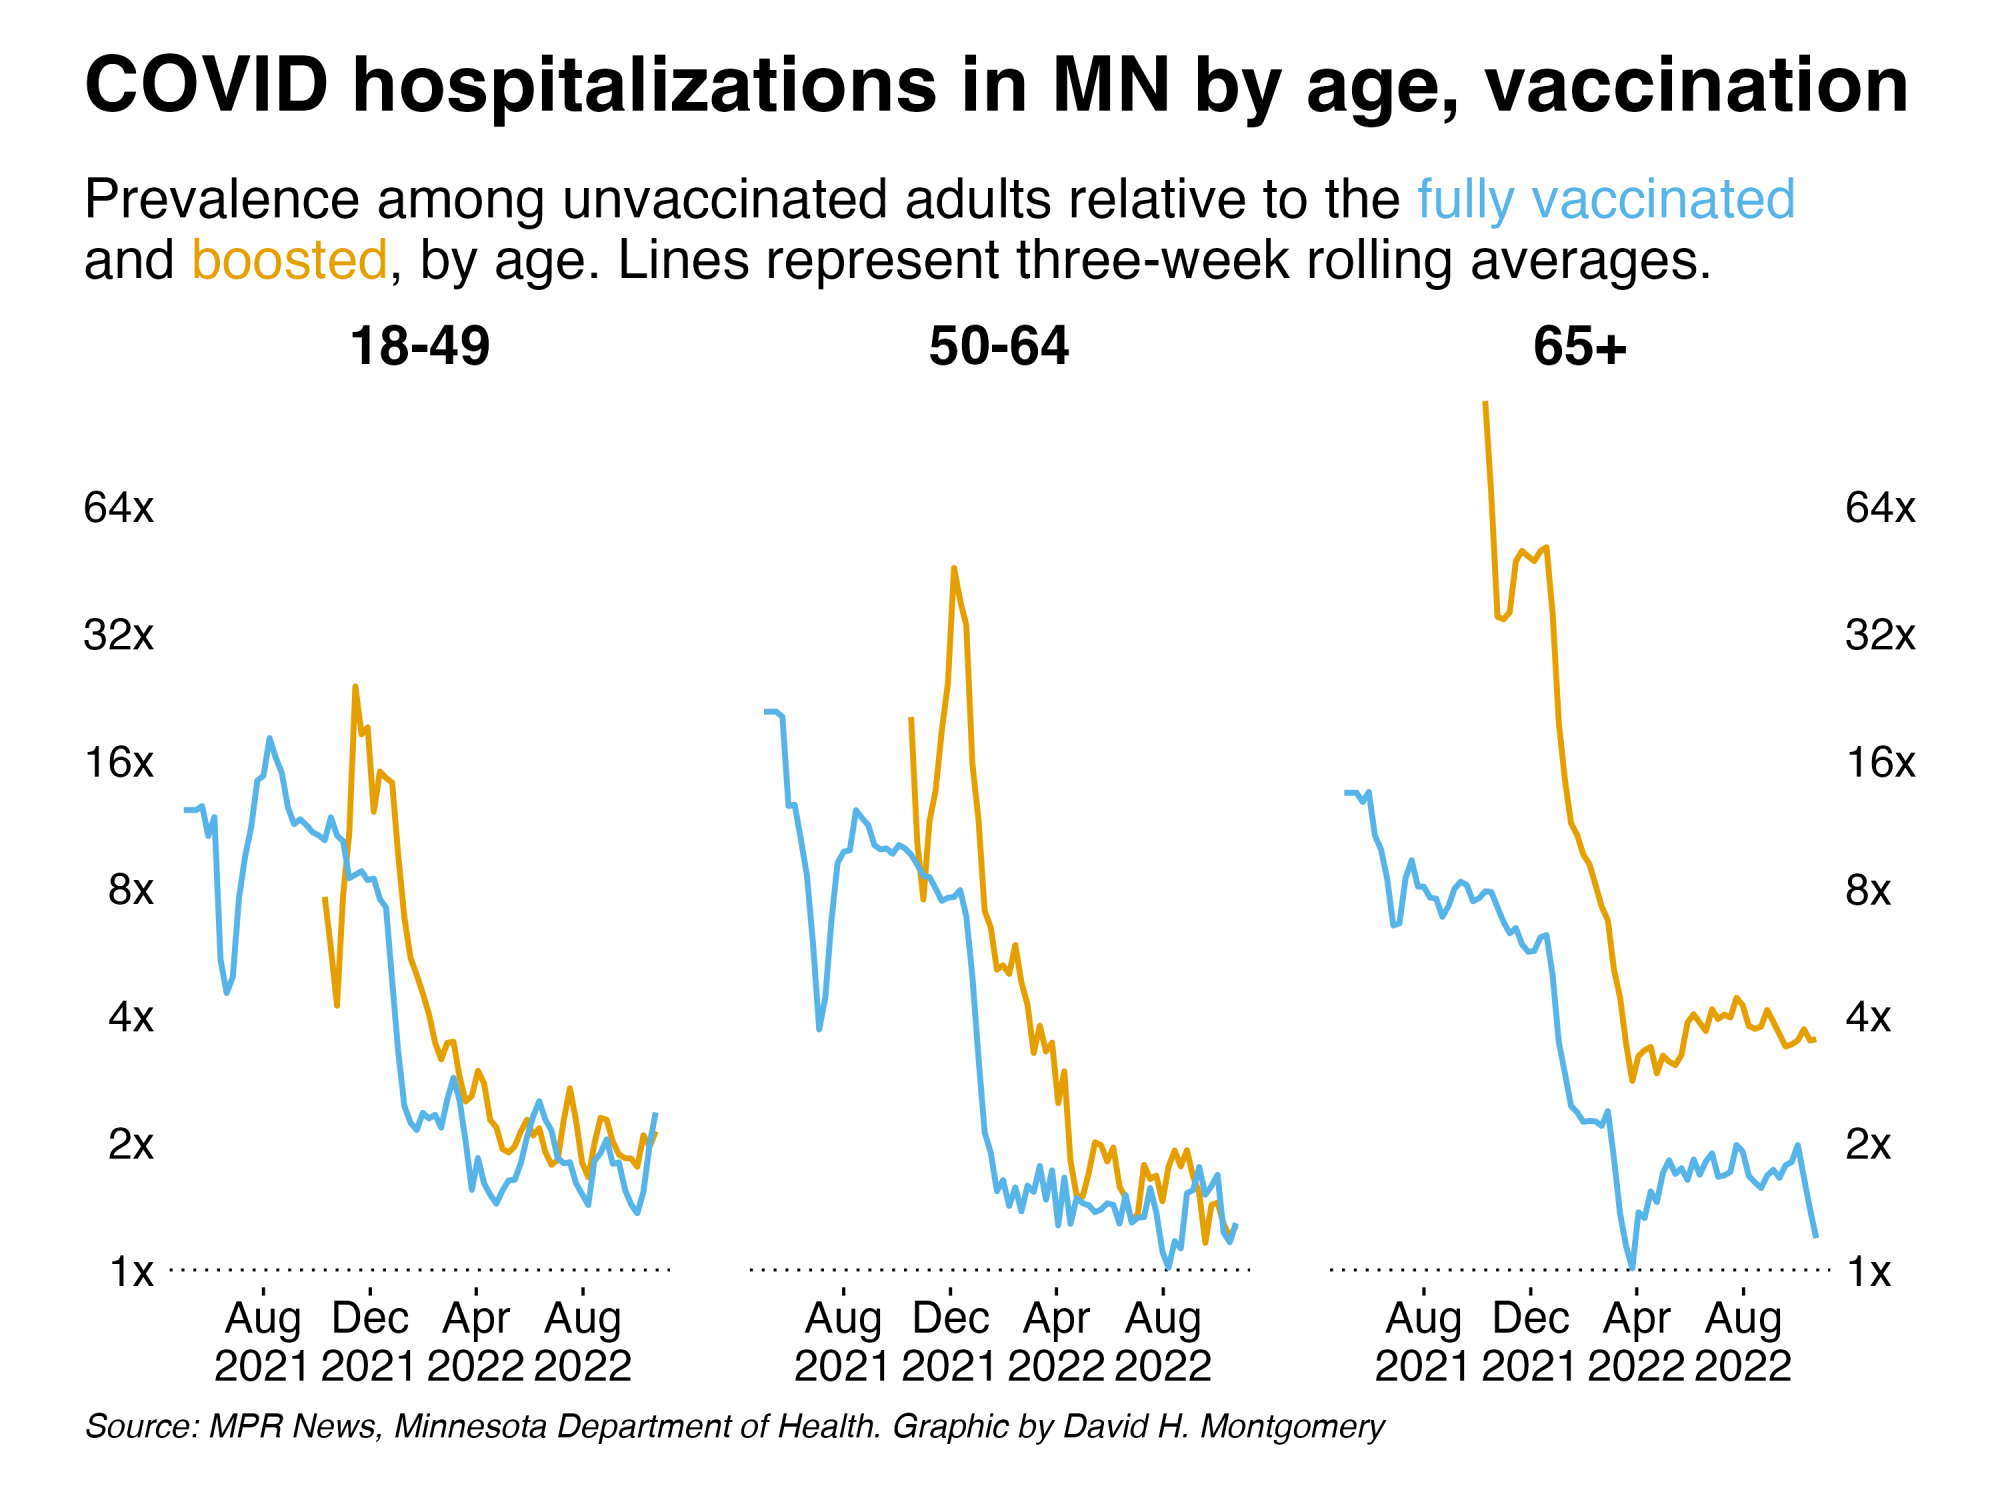 COVID hospitalizations in MN by age, vaccination
Prevalence among unvaccinated adults relative to the fully vaccinated
and boosted, by age. Lines represent three-week rolling averages.
18-49 50-64 65+
64x 64x
32x 32x
16x 16x
8x 8x
4x 4x
2x 2x
1x 1x
Aug Dec Apr Aug Aug Dec Apr Aug Aug Dec Apr Aug
2021 2021 2022 2022 2021 2021 2022 2022 2021 2021 2022 2022
Source: MPR News, Minnesota Department of Health. Graphic by David H. Montgomery